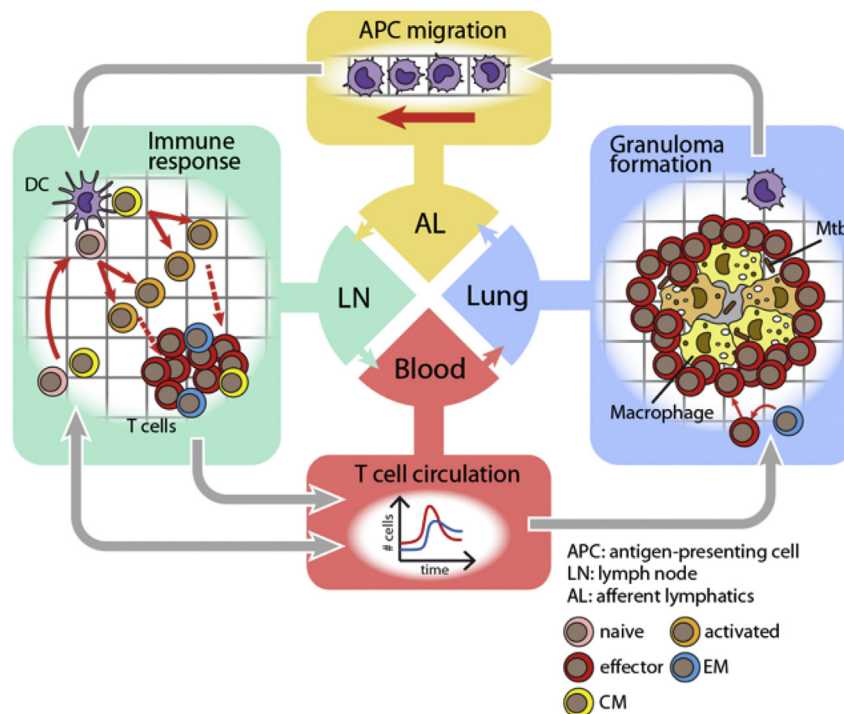 APC migration
Immune
response
DC
T cells
Granuloma
formation
Mtb
Macrophage
AL
LN
Lung
Blood
T cell circulation
# cells
time
APC: antigen-presenting cell
LN: lymph node
AL: afferent lymphatics
naive
activated
effector
EM
CM